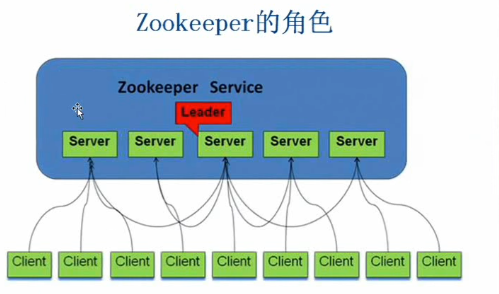 Zookeeper的角色
Zookeeper Service
Leader
Server Server Server Server Server
Client Client Client Client Client Client Client Client Client